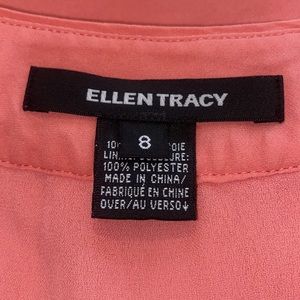 ELLEN TRACY
8
100% POLYESTER
MADE IN CHINA/
FABRIQUÉ EN CHINE
OVER/AU VERSO↓